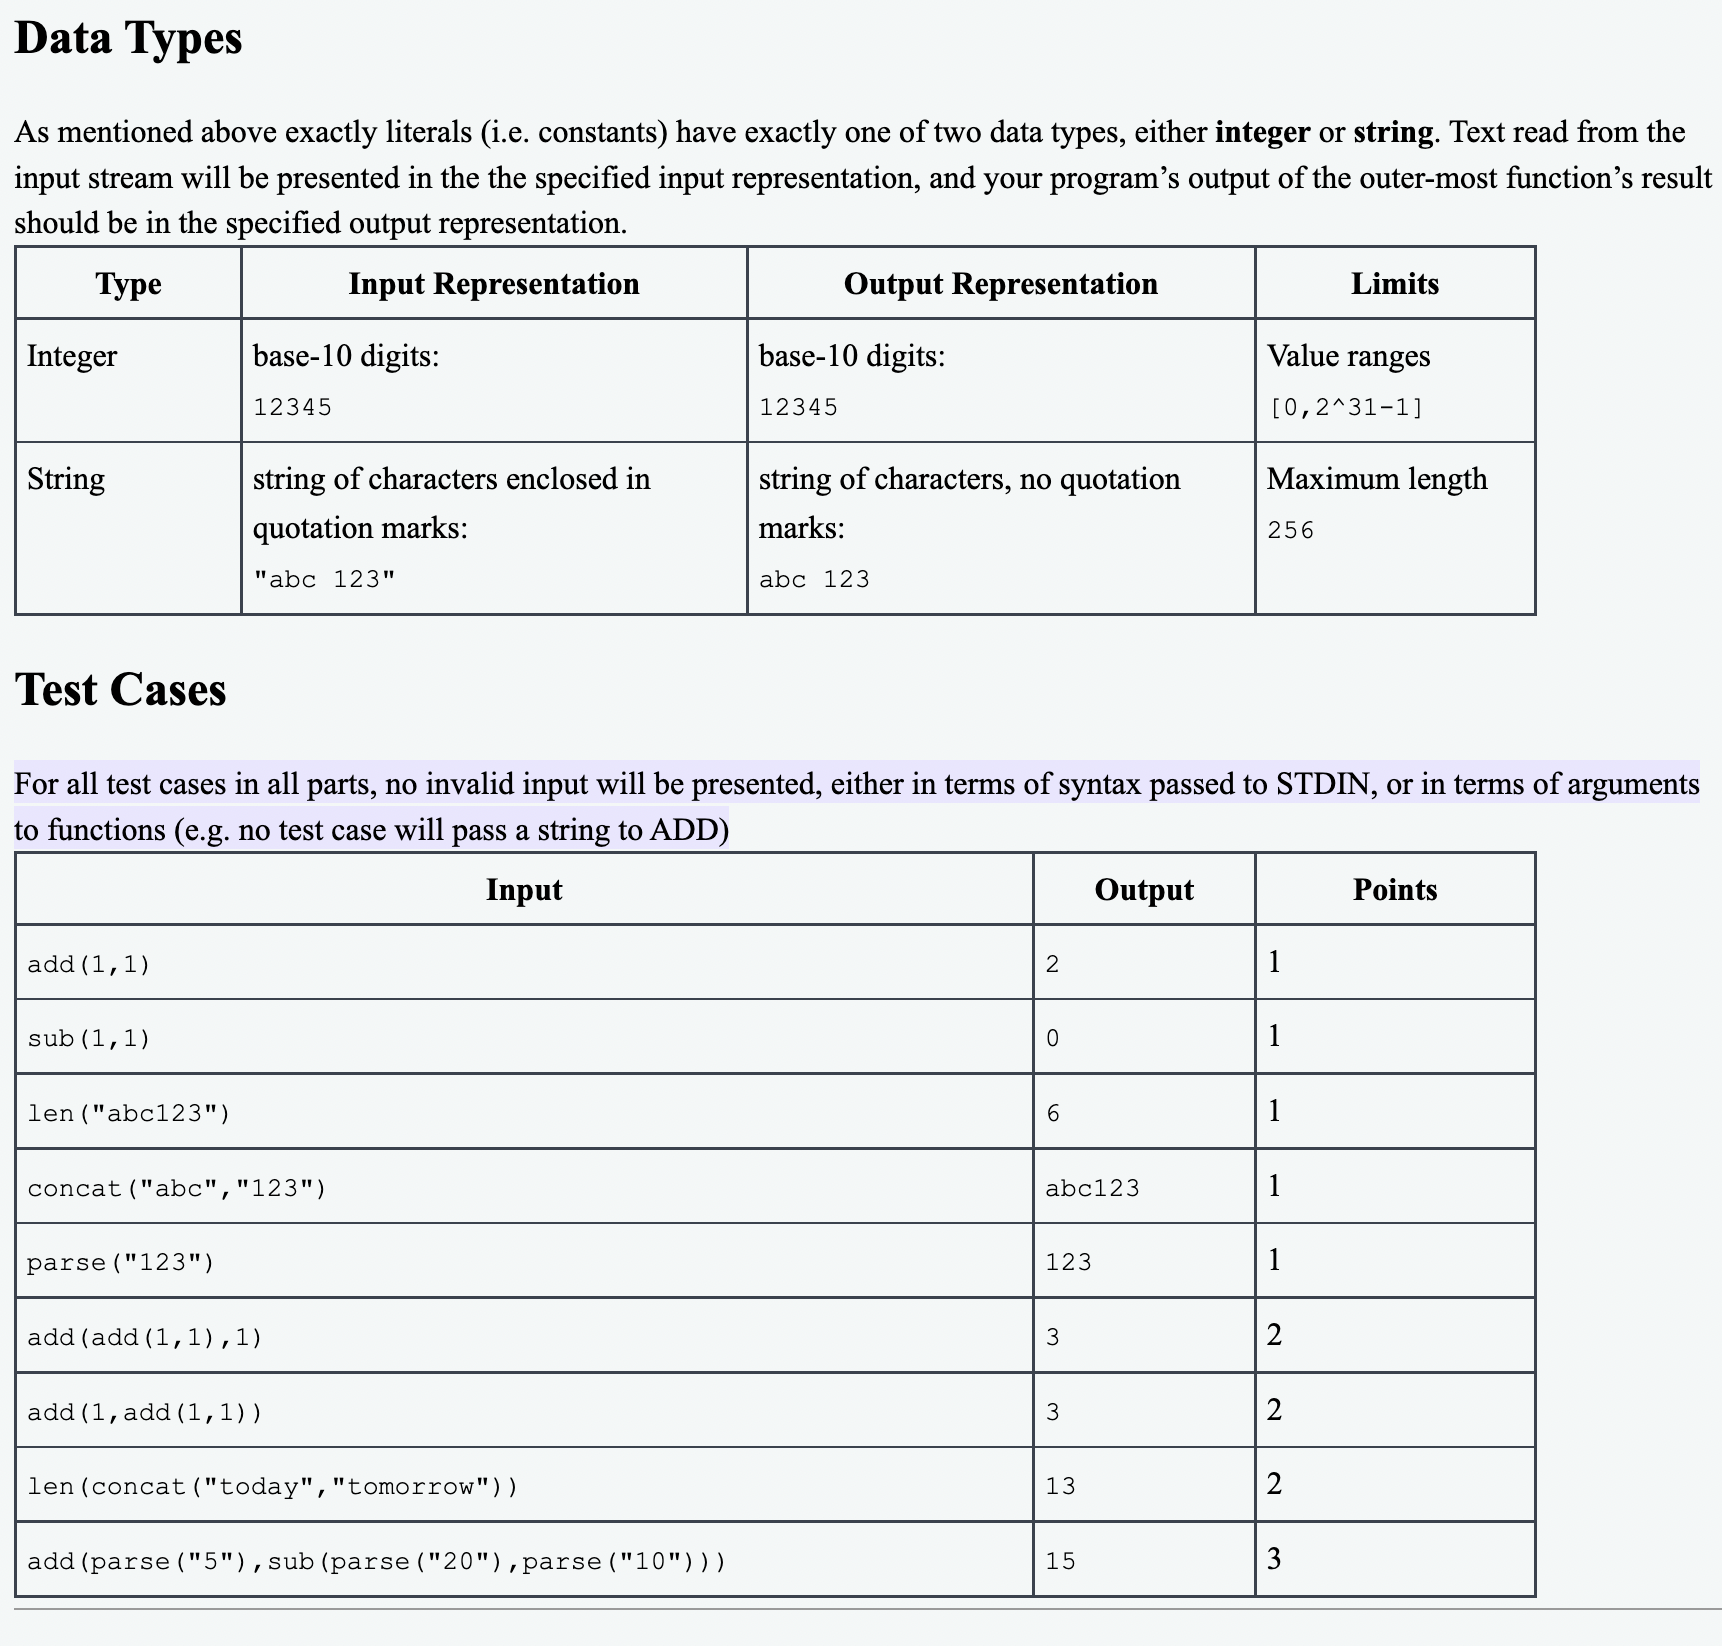 Data Types
As mentioned above exactly literals (i.e. constants) have exactly one of two data types, either integer or string. Text read from the
input stream will be presented in the the specified input representation, and your program’s output of the outer-most function’s result
should be in the specified output representation.
Type Input Representation Output Representation Limits
Integer base-10 digits: base-10 digits: Value ranges
12345 12345 [0,2^31-1]
String string of characters enclosed in string of characters, no quotation Maximum length
quotation marks: marks: 256
"abc 123" abc 123
Test Cases
For all test cases in all parts, no invalid input will be presented, either in terms of syntax passed to STDIN, or in terms of arguments
to functions (e.g. no test case will pass a string to ADD)
Input Output Points
add(1,1) 2 1
sub(1,1) 0 1
len("abc123") 6 1
concat("abc","123") abc123 1
parse("123") 123 1
add(add(1,1),1) 3 2
add(1,add(1,1)) 3 2
len(concat("today","tomorrow")) 13 2
add(parse("5"),sub(parse("20"),parse("10"))) 15 3